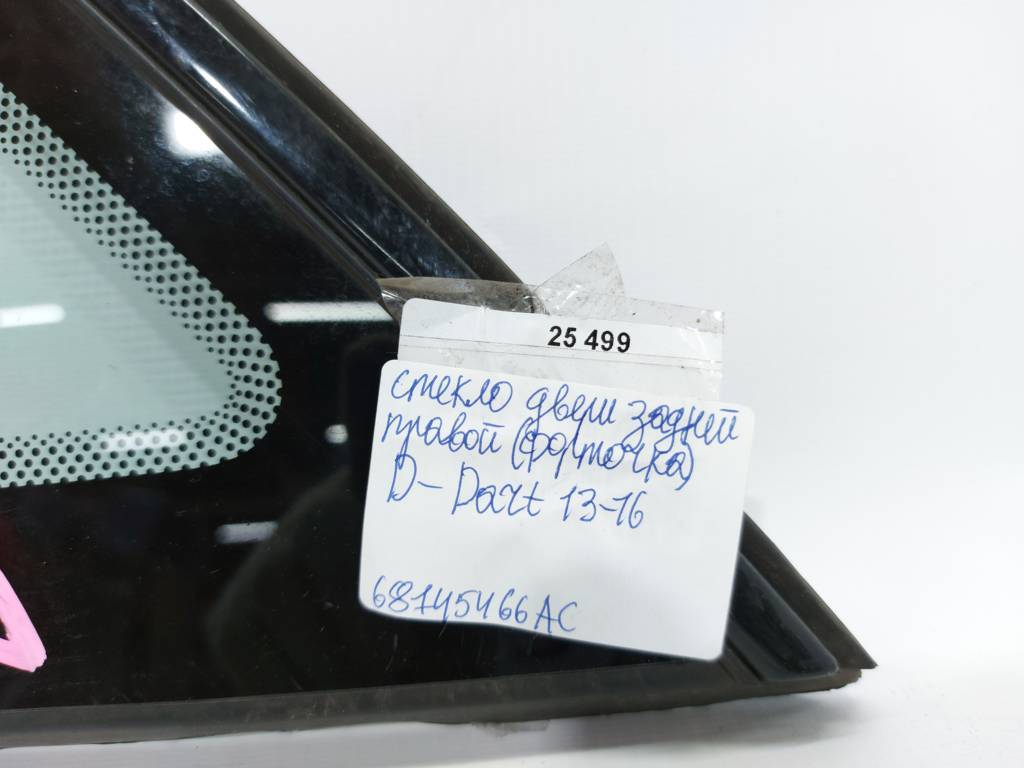 25 499
стекло двери задней
правой (форточка)
D-Dart 13-16
68145466AC